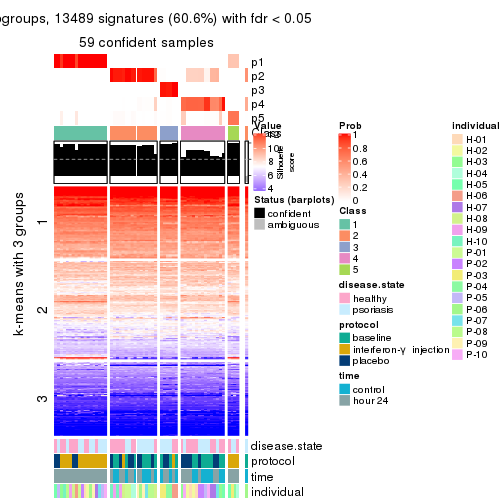 ogroups, 13489 signatures (60.6%) with fdr < 0.05
59 confident samples
p1
p2
p3
p4
p5
Class
Silhouette
score
k-means with 3 groups
1
2
3
disease.state
protocol
time
individual
Value
10
8
6
4
Status (barplots)
confident
ambiguous
Prob
1
0.8
0.6
0.4
0.2
0
Class
1
2
3
4
5
disease.state
healthy
psoriasis
protocol
baseline
interferon-γ injection
placebo
time
control
hour 24
individual
H-01
H-02
H-03
H-04
H-05
H-06
H-07
H-08
H-09
H-10
P-01
P-02
P-03
P-04
P-05
P-06
P-07
P-08
P-09
P-10